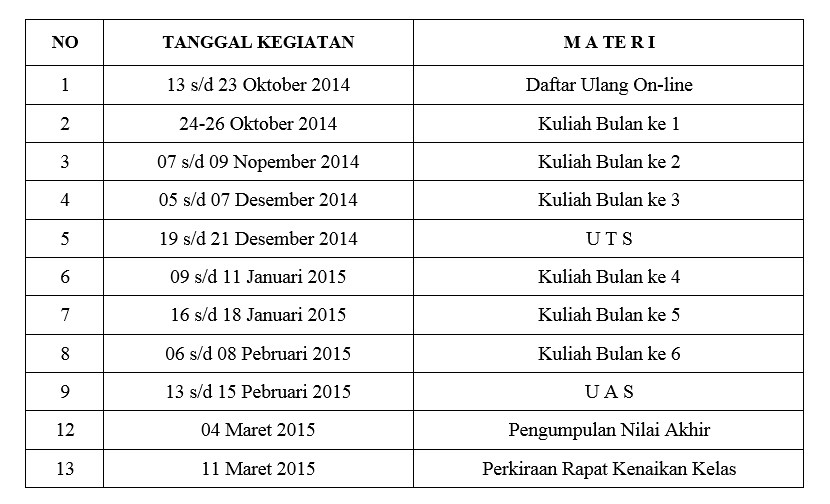 NO TANGGAL KEGIATAN M A TE R I
1 13 s/d 23 Oktober 2014 Daftar Ulang On-line
2 24-26 Oktober 2014 Kuliah Bulan ke 1
3 07 s/d 09 Nopember 2014 Kuliah Bulan ke 2
4 05 s/d 07 Desember 2014 Kuliah Bulan ke 3
5 19 s/d 21 Desember 2014 U T S
6 09 s/d 11 Januari 2015 Kuliah Bulan ke 4
7 16 s/d 18 Januari 2015 Kuliah Bulan ke 5
8 06 s/d 08 Pebruari 2015 Kuliah Bulan ke 6
9 13 s/d 15 Pebruari 2015 U A S
12 04 Maret 2015 Pengumpulan Nilai Akhir
13 11 Maret 2015 Perkiraan Rapat Kenaikan Kelas